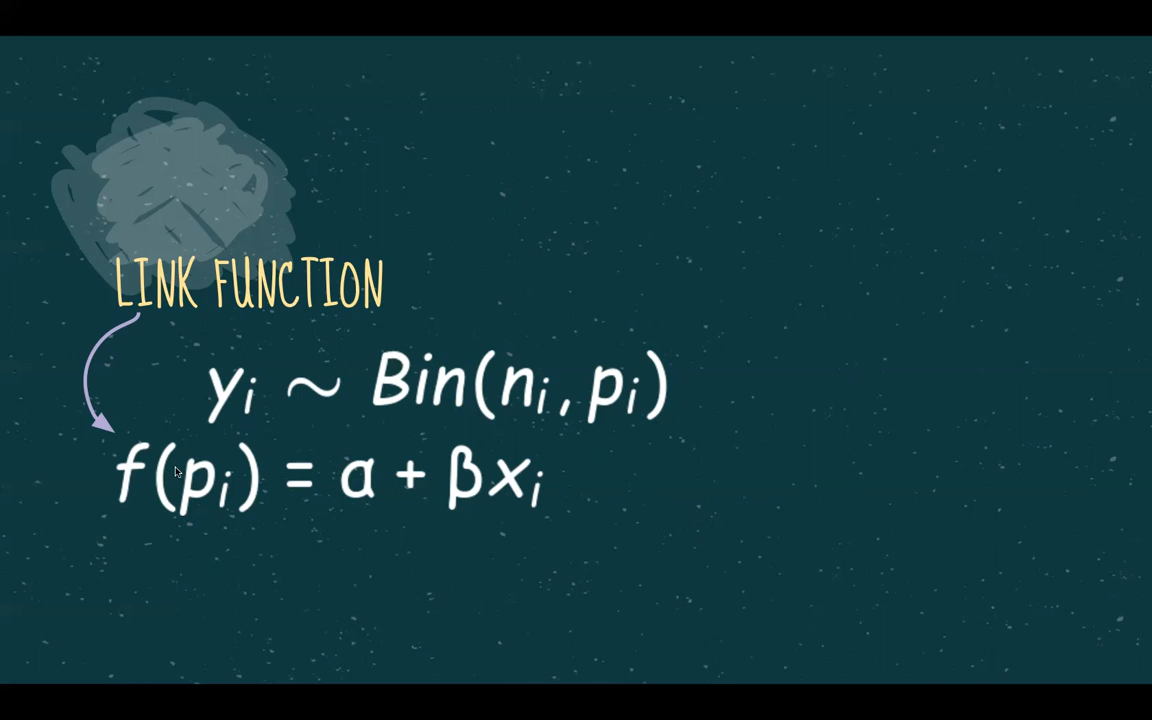 LINK FUNCTION
yᵢ ~ Bin(nᵢ, pᵢ)
f(pᵢ) = α + βxᵢ